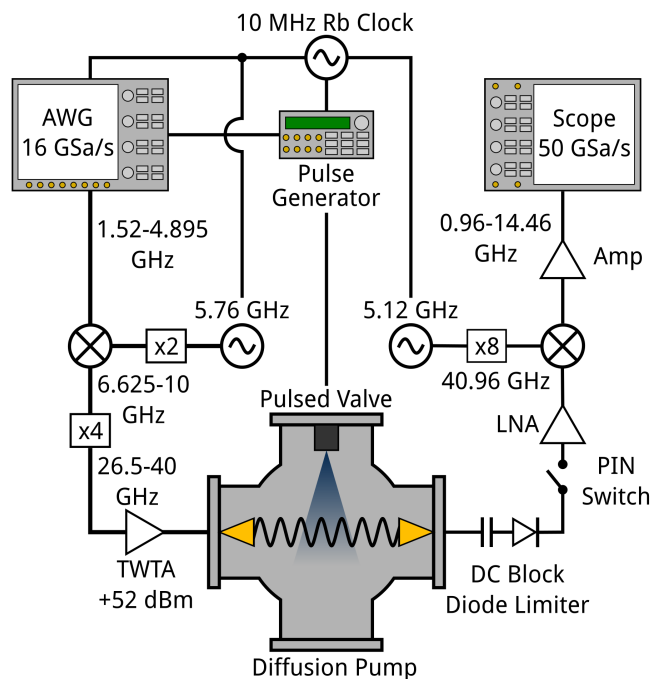 10 MHz Rb Clock
AWG
16 GSa/s
Scope
50 GSa/s
Pulse
Generator
1.52-4.895
GHz
0.96-14.46
GHz
Amp
5.76 GHz
5.12 GHz
x2
x8
6.625-10
GHz
40.96 GHz
Pulsed Valve
x4
LNA
26.5-40
GHz
PIN
Switch
TWTA
+52 dBm
DC Block
Diode Limiter
Diffusion Pump